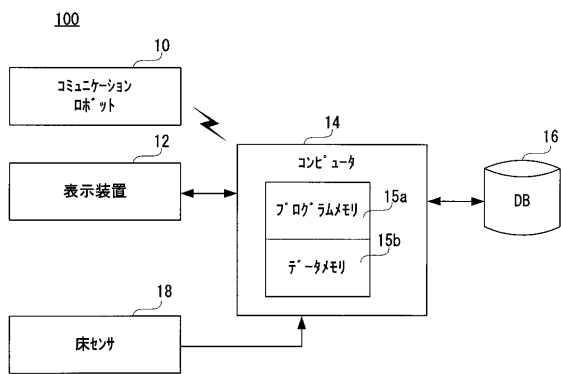 100
10
コミュニケーション
ロボット
12
表示装置
14
コンピュータ
15a
プログラムメモリ
15b
データメモリ
16
DB
18
床センサ